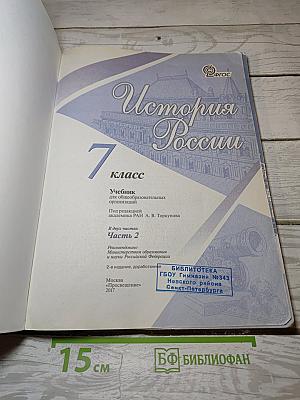 ФГОС
История
России
7 класс
Учебник
для общеобразовательных
организаций
Под редакцией
академика РАН А. В. Торкунова
В двух частях
Часть 2
Рекомендовано
Министерством образования
и науки Российской Федерации
2-е издание, доработанное
Москва
«Просвещение»
2017
БИБЛИОТЕКА
ГБОУ Гимназия №343
Невского района
Санкт-Петербурга
15 см
БФ БИБЛИОФАН